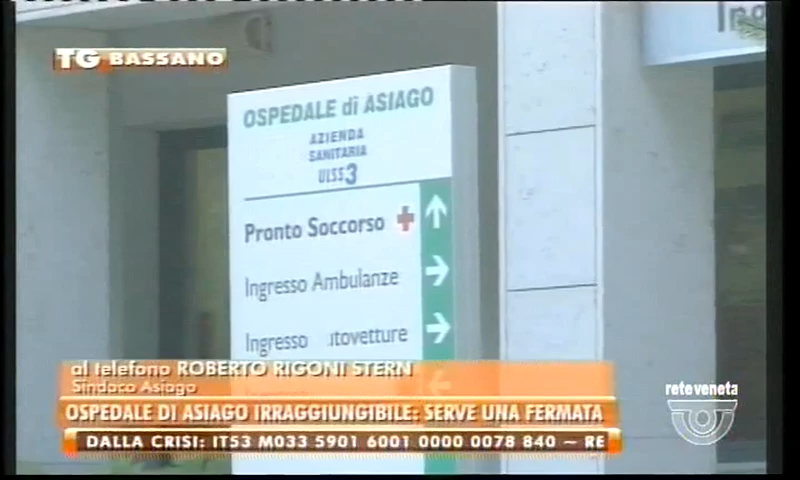 TG BASSANO
OSPEDALE di ASIAGO
AZIENDA
SANITARIA
ULSS3
Pronto Soccorso
Ingresso Ambulanze
Ingresso utovetture
al telefono ROBERTO RIGONI STERN
Sindaco Asiago
reteveneta
OSPEDALE DI ASIAGO IRRAGGIUNGIBILE: SERVE UNA FERMATA
DALLA CRISI: IT53 M033 5901 6001 0000 0078 840 – RE